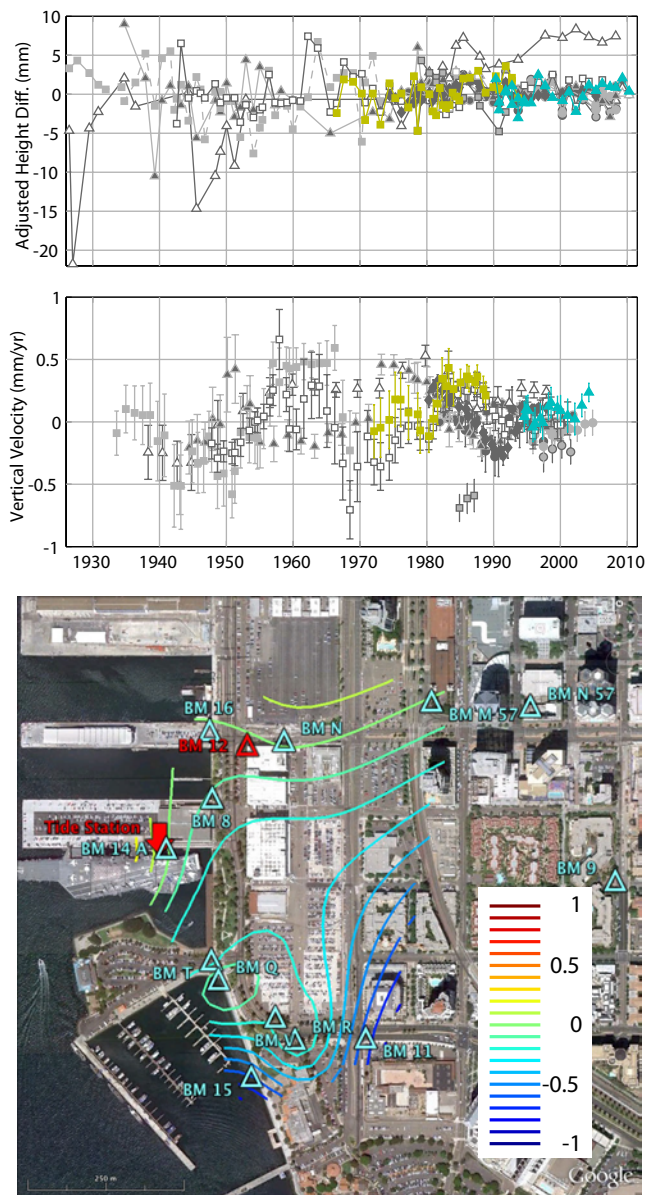 10
5
0
-5
-10
-15
-20
Adjusted Height Diff. (mm)
1
0.5
0
-0.5
-1
Vertical Velocity (mm/yr)
1930 1940 1950 1960 1970 1980 1990 2000 2010
BM 16
BM M 57
BM N 57
BM 12
BM N
BM 8
Tide Station
BM 14 A
BM 9
1
0.5
0
-0.5
-1
BM T
BM Q
BM V
BM R
BM 11
BM 15
250 m
Google